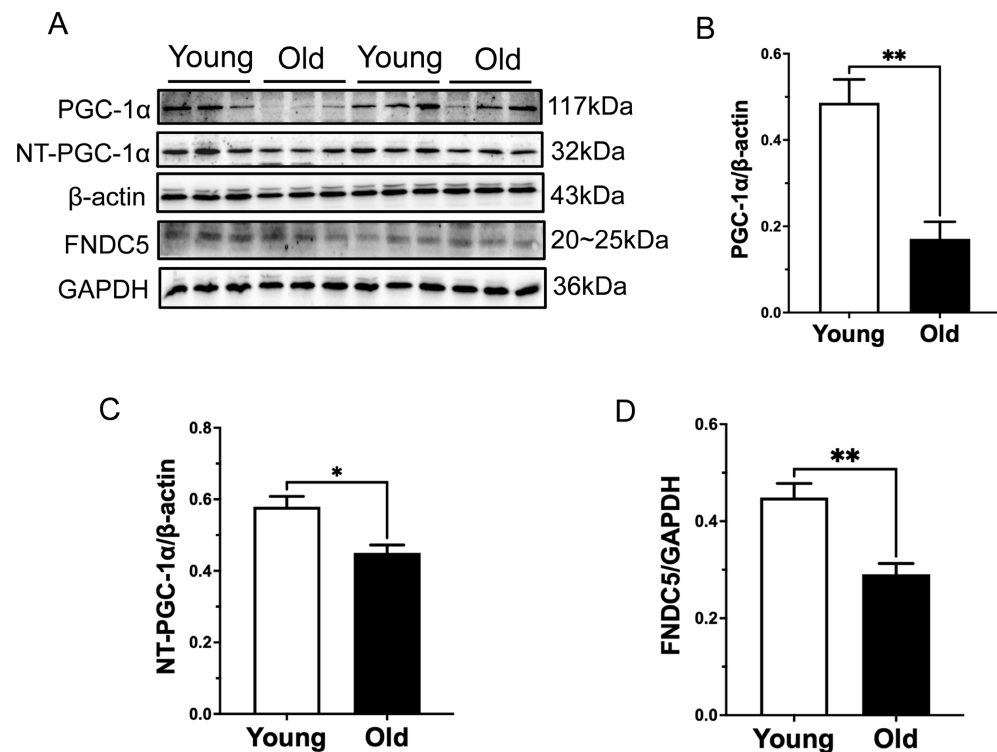 A
Young Old Young Old
PGC-1α 117kDa
NT-PGC-1α 32kDa
β-actin 43kDa
FNDC5 20~25kDa
GAPDH 36kDa
B
PGC-1α/β-actin
0.6
0.4
0.2
0.0
**
Young Old
C
NT-PGC-1α/β-actin
0.8
0.6
0.4
0.2
0.0
*
Young Old
D
FNDC5/GAPDH
0.6
0.4
0.2
0.0
**
Young Old